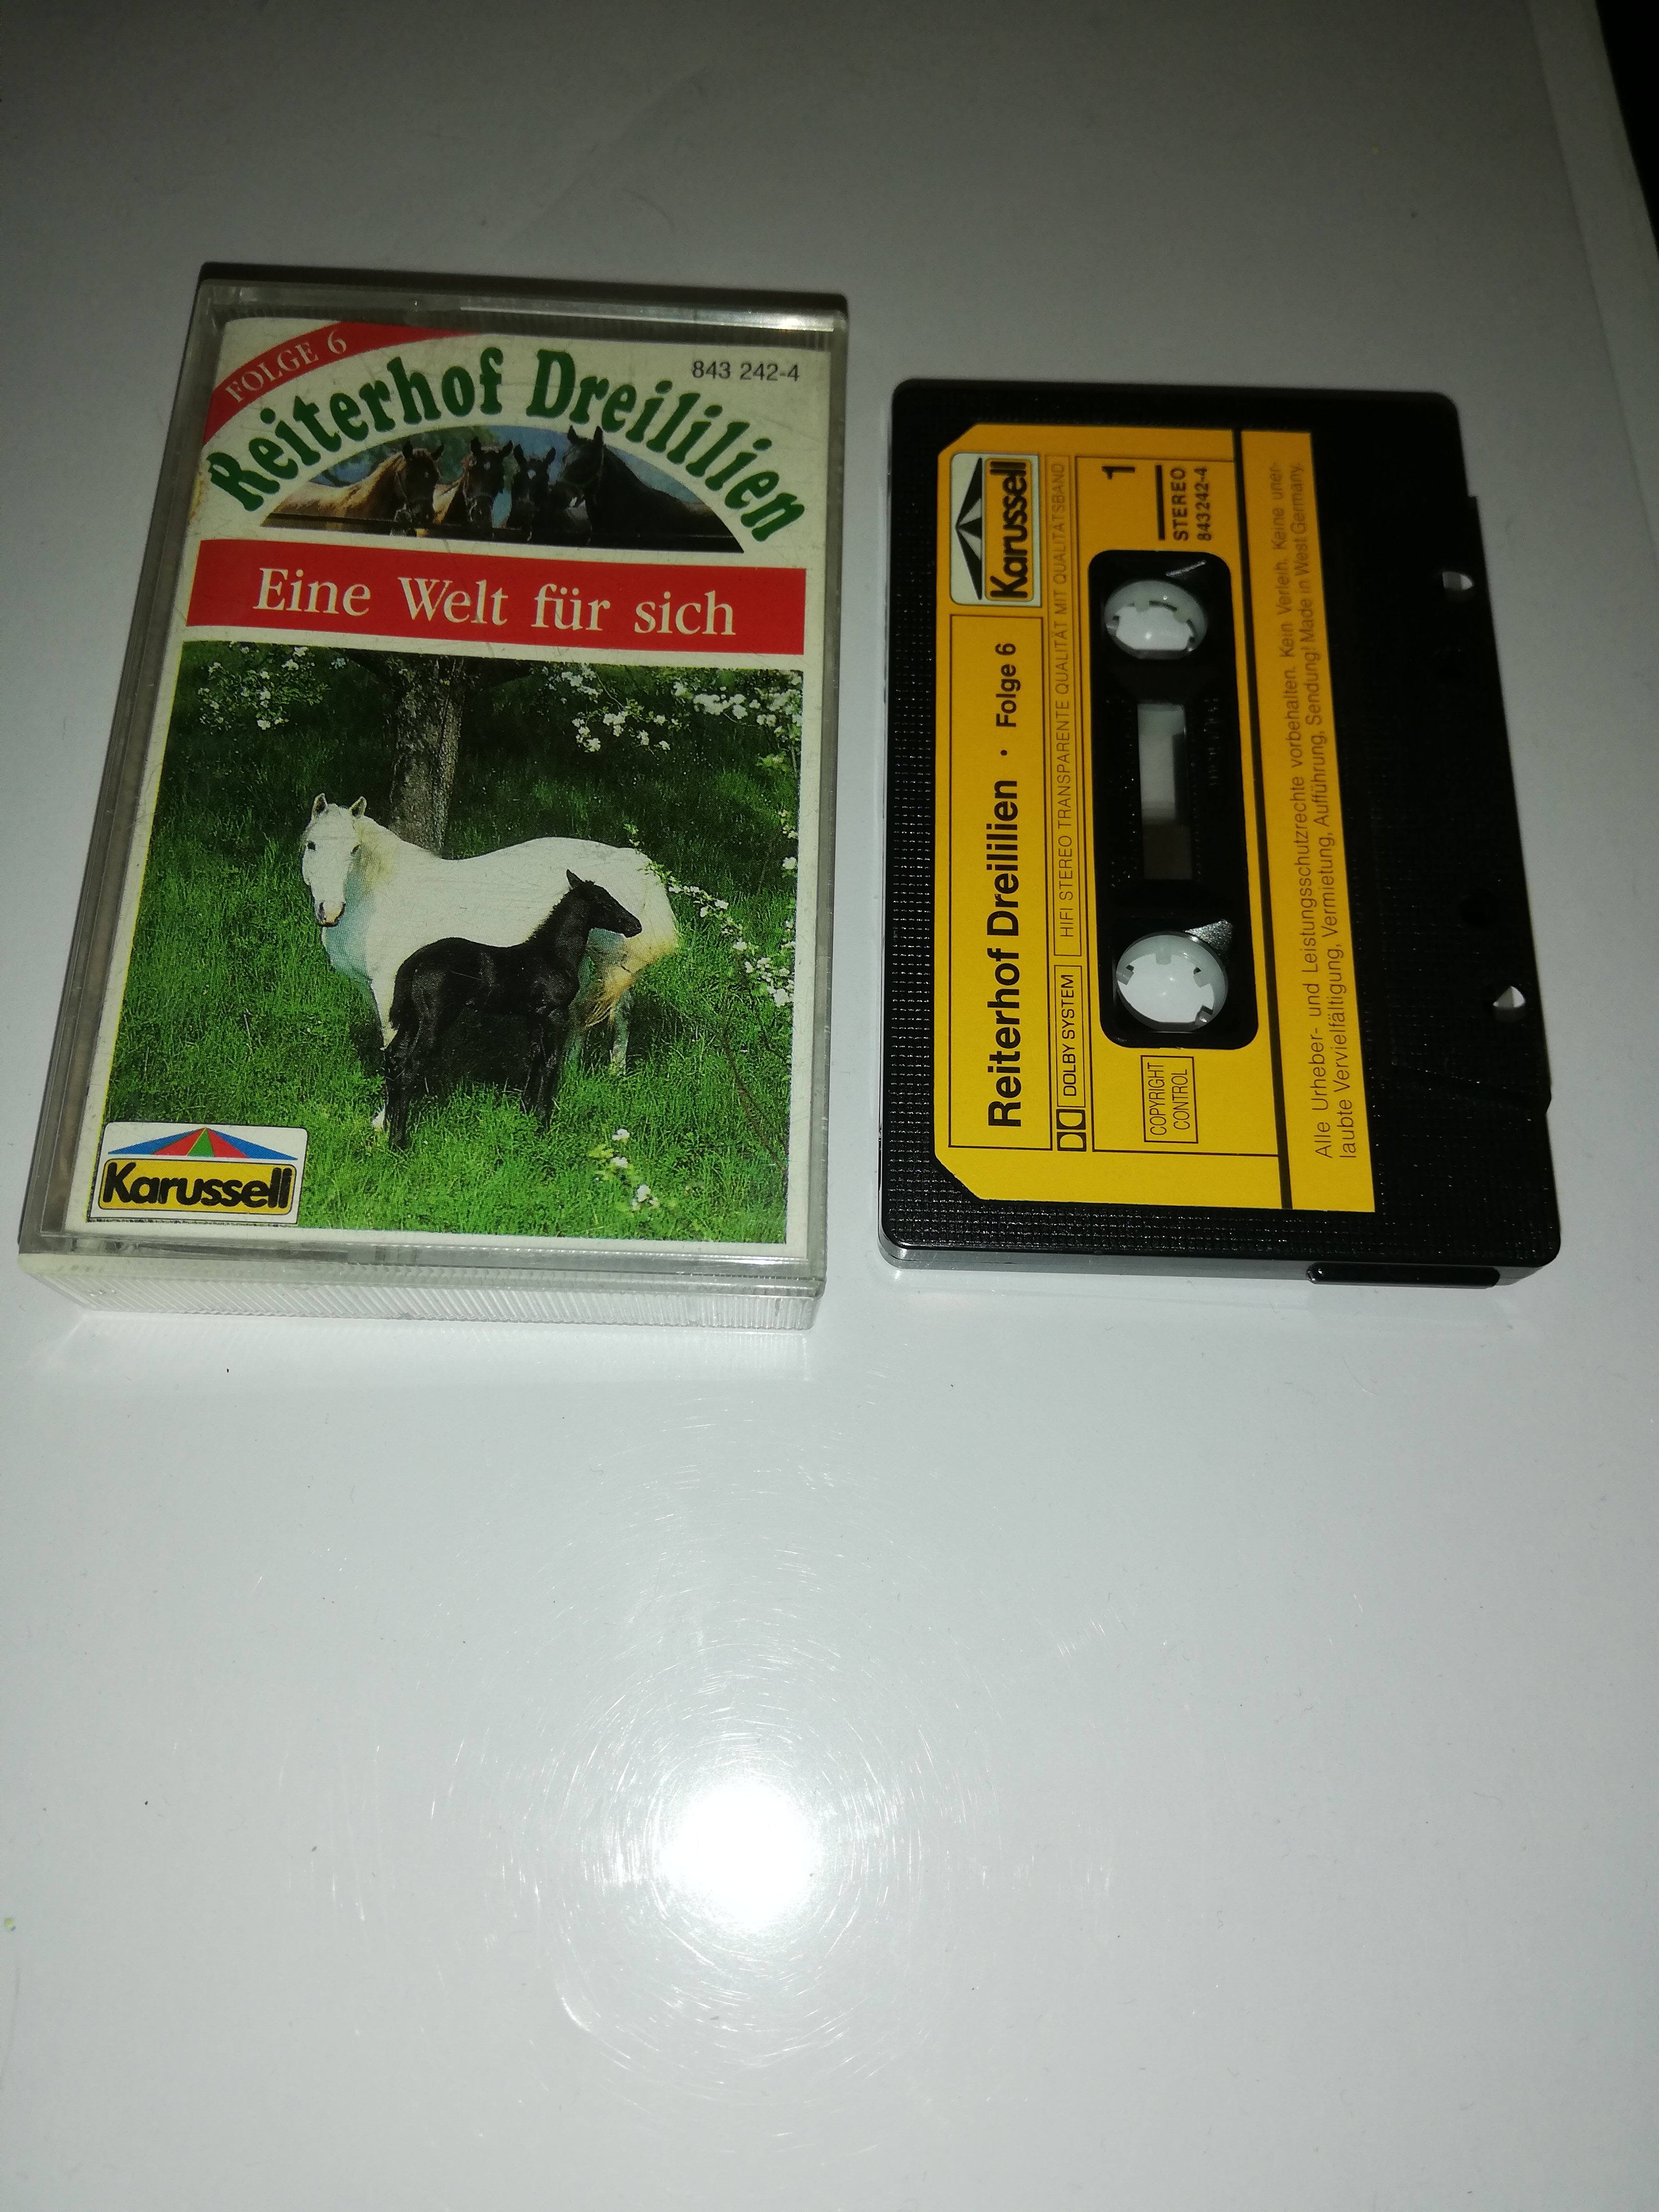 FOLGE 6
843 242-4
Reiterhof Dreililien
Eine Welt für sich
Karussell
Karussell
Reiterhof Dreililien · Folge 6
DOLBY SYSTEM
HIFI STEREO TRANSPARENTE QUALITÄT MIT QUALITÄTSBAND
1
STEREO
843242-4
COPYRIGHT
CONTROL
Alle Urheber- und Leistungsschutzrechte vorbehalten. Kein Verleih. Keine uner-
laubte Vervielfältigung, Vermietung, Aufführung, Sendung! Made in West Germany.